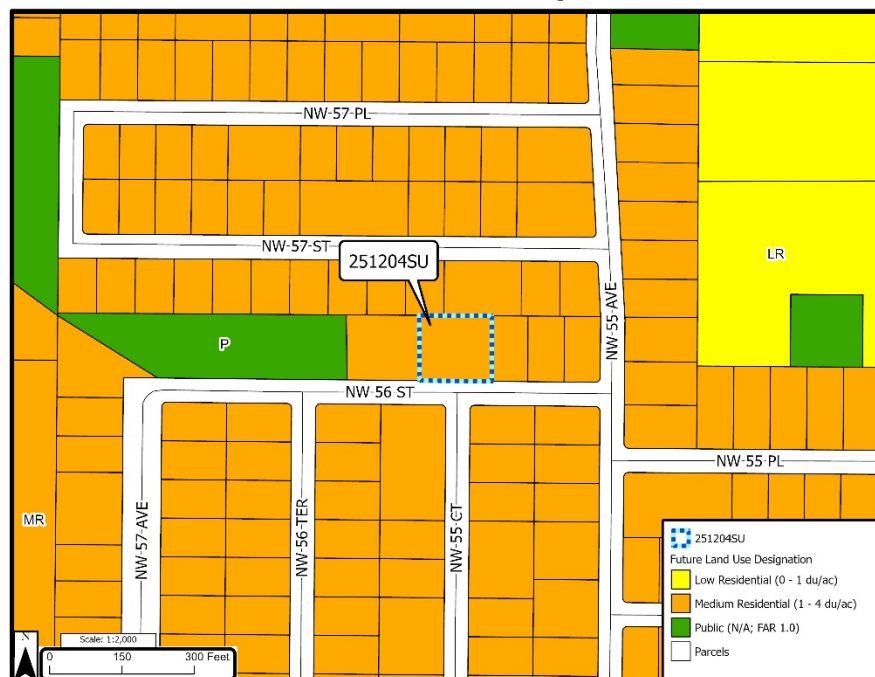 NW 57 PL
NW 57 ST
251204SU
LR
NW 55 AVE
P
NW 56 ST
NW 55 PL
MR
NW 57 AVE
NW 56 TER
NW 55 CT
251204SU
Future Land Use Designation
Low Residential (0 - 1 du/ac)
Medium Residential (1 - 4 du/ac)
Public (N/A; FAR 1.0)
Parcels
N
Scale: 1:2,000
0 150 300 Feet